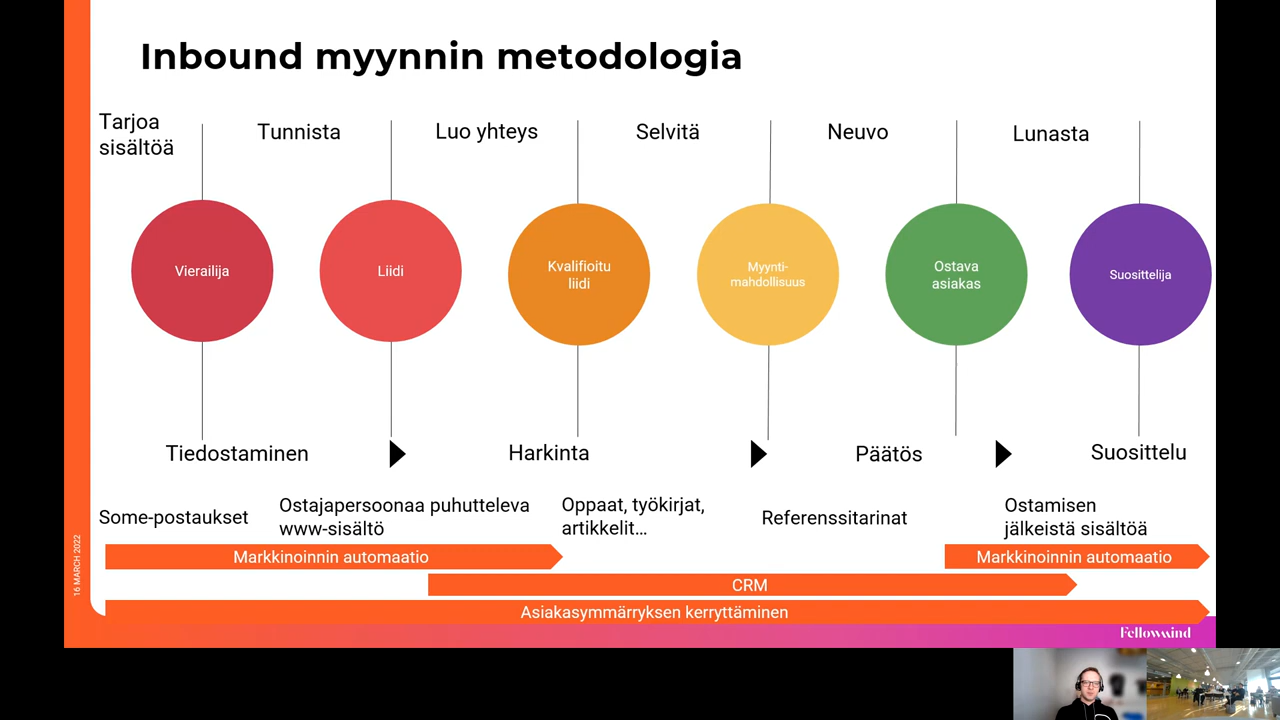 Inbound myynnin metodologia
Tarjoa
sisältöä
Tunnista
Luo yhteys
Selvitä
Neuvo
Lunasta
Vierailija
Liidi
Kvalifioitu
liidi
Myynti-
mahdollisuus
Ostava
asiakas
Suosittelija
Tiedostaminen
Harkinta
Päätös
Suosittelu
Some-postaukset
Ostajapersoonaa puhutteleva
www-sisältö
Oppaat, työkirjat,
artikkelit...
Referenssitarinat
Ostamisen
jälkeistä sisältöä
Markkinoinnin automaatio
Markkinoinnin automaatio
CRM
Asiakasymmärryksen kerryttäminen
16 MARCH 2022
Fellowmind